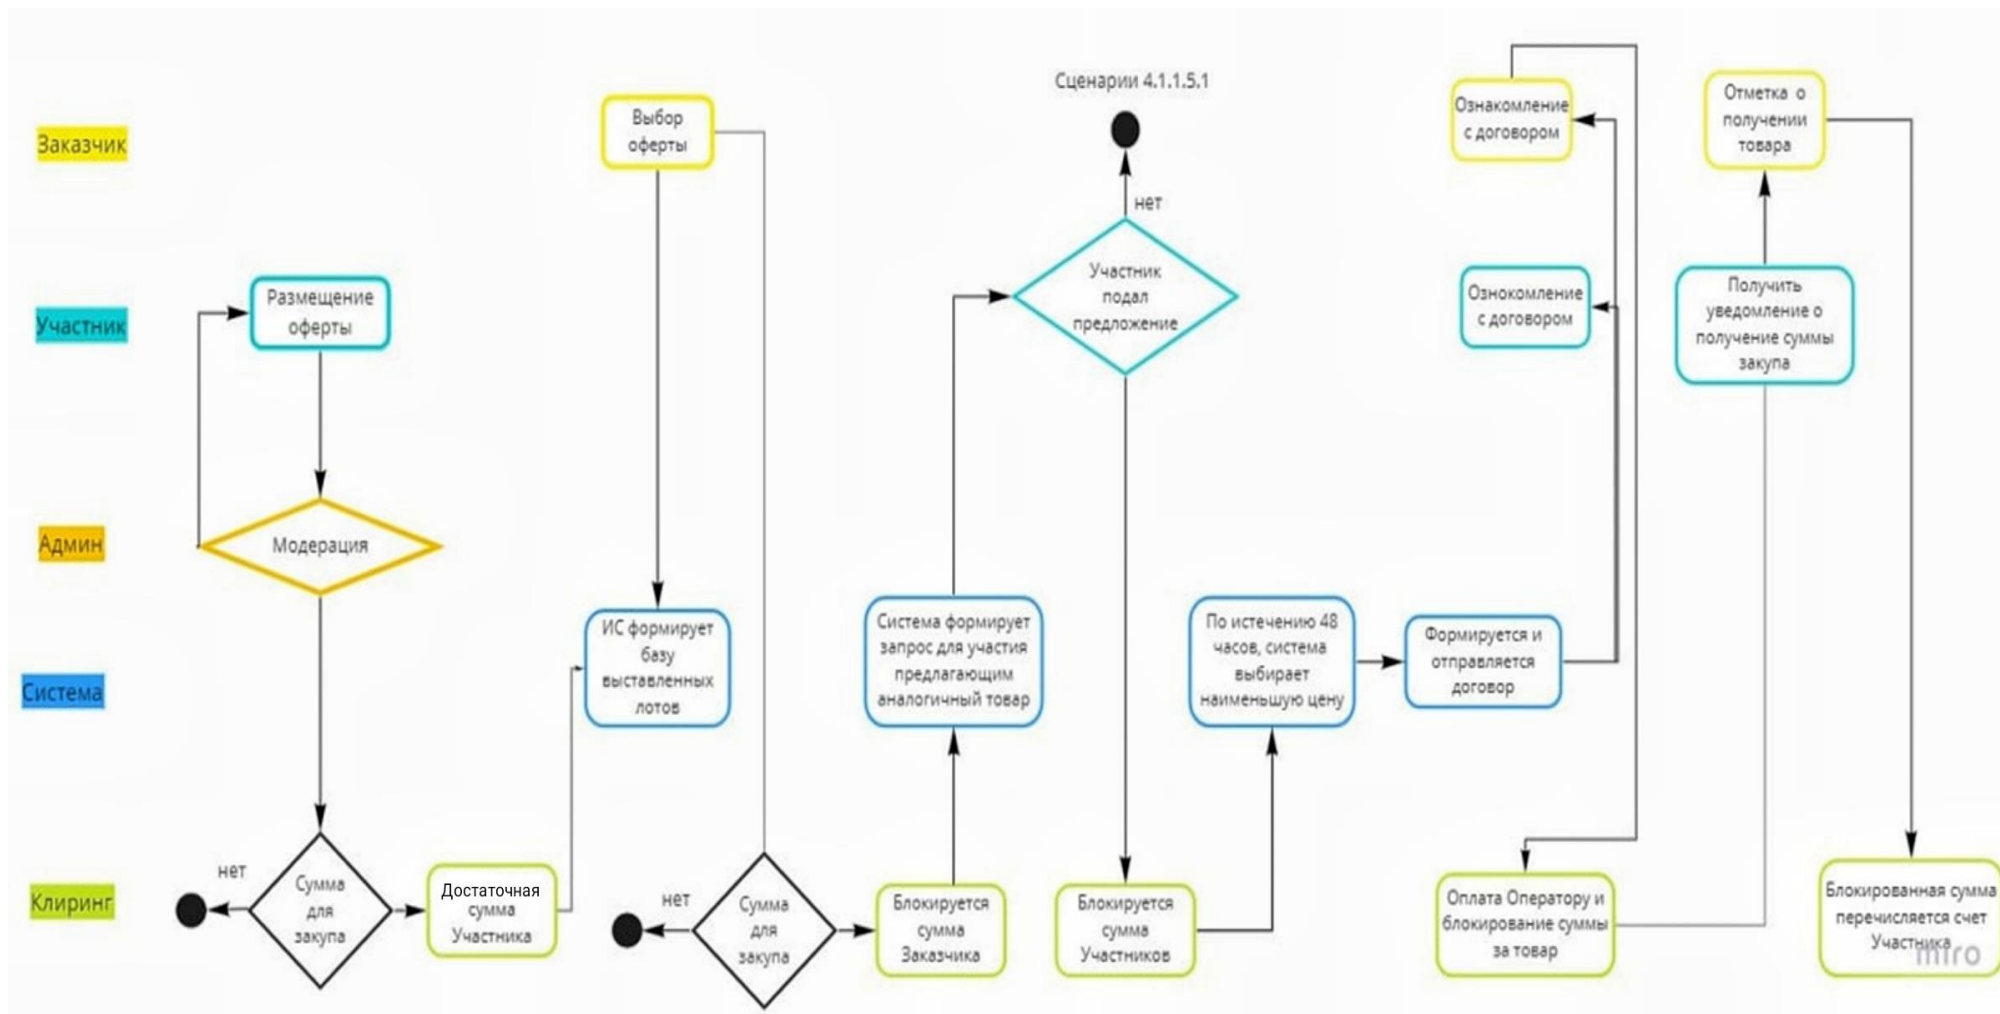 Сценарии 4.1.1.5.1
Заказчик
Выбор
оферты
нет
Ознакомление
с договором
Отметка о
получении
товара
Участник
Размещение
оферты
Участник
подал
предложение
Ознокомление
с договором
Получить
уведомление о
получение суммы
закупа
Админ
Модерация
Система
ИС формирует
базу
выставленных
лотов
Система формирует
запрос для участия
предлагающим
аналогичный товар
По истечению 48
часов, система
выбирает
наименьшую цену
Формируется и
отправляется
договор
Клиринг
нет
Сумма
для
закупа
Достаточная
сумма
Участника
нет
Сумма
для
закупа
Блокируется
сумма
Заказчика
Блокируется
сумма
Участников
Оплата Оператору и
блокирование суммы
за товар
Блокированная сумма
перечисляется счет
Участника
miro